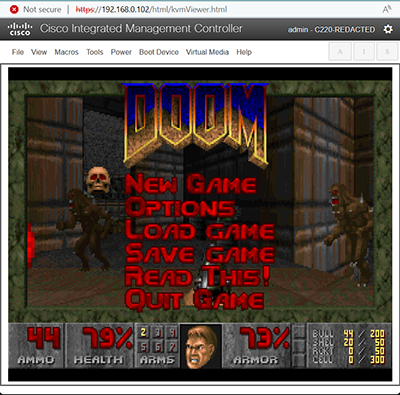 Not secure | https://192.168.0.102/html/kvmViewer.html A
CISCO Cisco Integrated Management Controller admin - C220-REDACTED
File View Macros Tools Power Boot Device Virtual Media Help A S
DOOM
New Game
Options
Load game
Save game
Read This!
Quit Game
44 79% 2 3 4 73% BULL 44 / 200
5 6 7 SHEL 20 / 50
RCKT 0 / 50
AMMO HEALTH ARMS ARMOR CELL 0 / 300